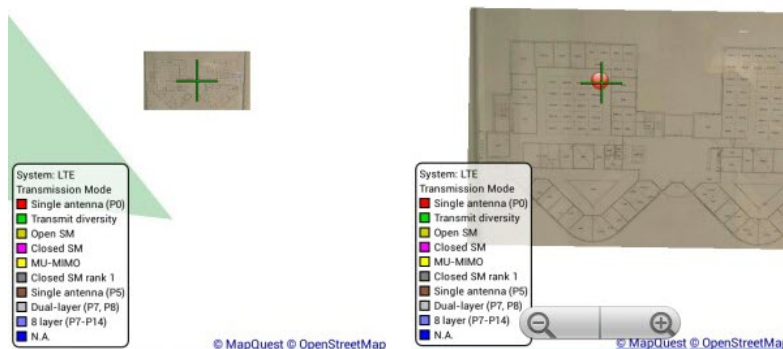 System: LTE
Transmission Mode
Single antenna (P0)
Transmit diversity
Open SM
Closed SM
MU-MIMO
Closed SM rank 1
Single antenna (P5)
Dual-layer (P7, P8)
8 layer (P7-P14)
N.A.
© MapQuest © OpenStreetMap
System: LTE
Transmission Mode
Single antenna (P0)
Transmit diversity
Open SM
Closed SM
MU-MIMO
Closed SM rank 1
Single antenna (P5)
Dual-layer (P7, P8)
8 layer (P7-P14)
N.A.
© MapQuest © OpenStreetMap